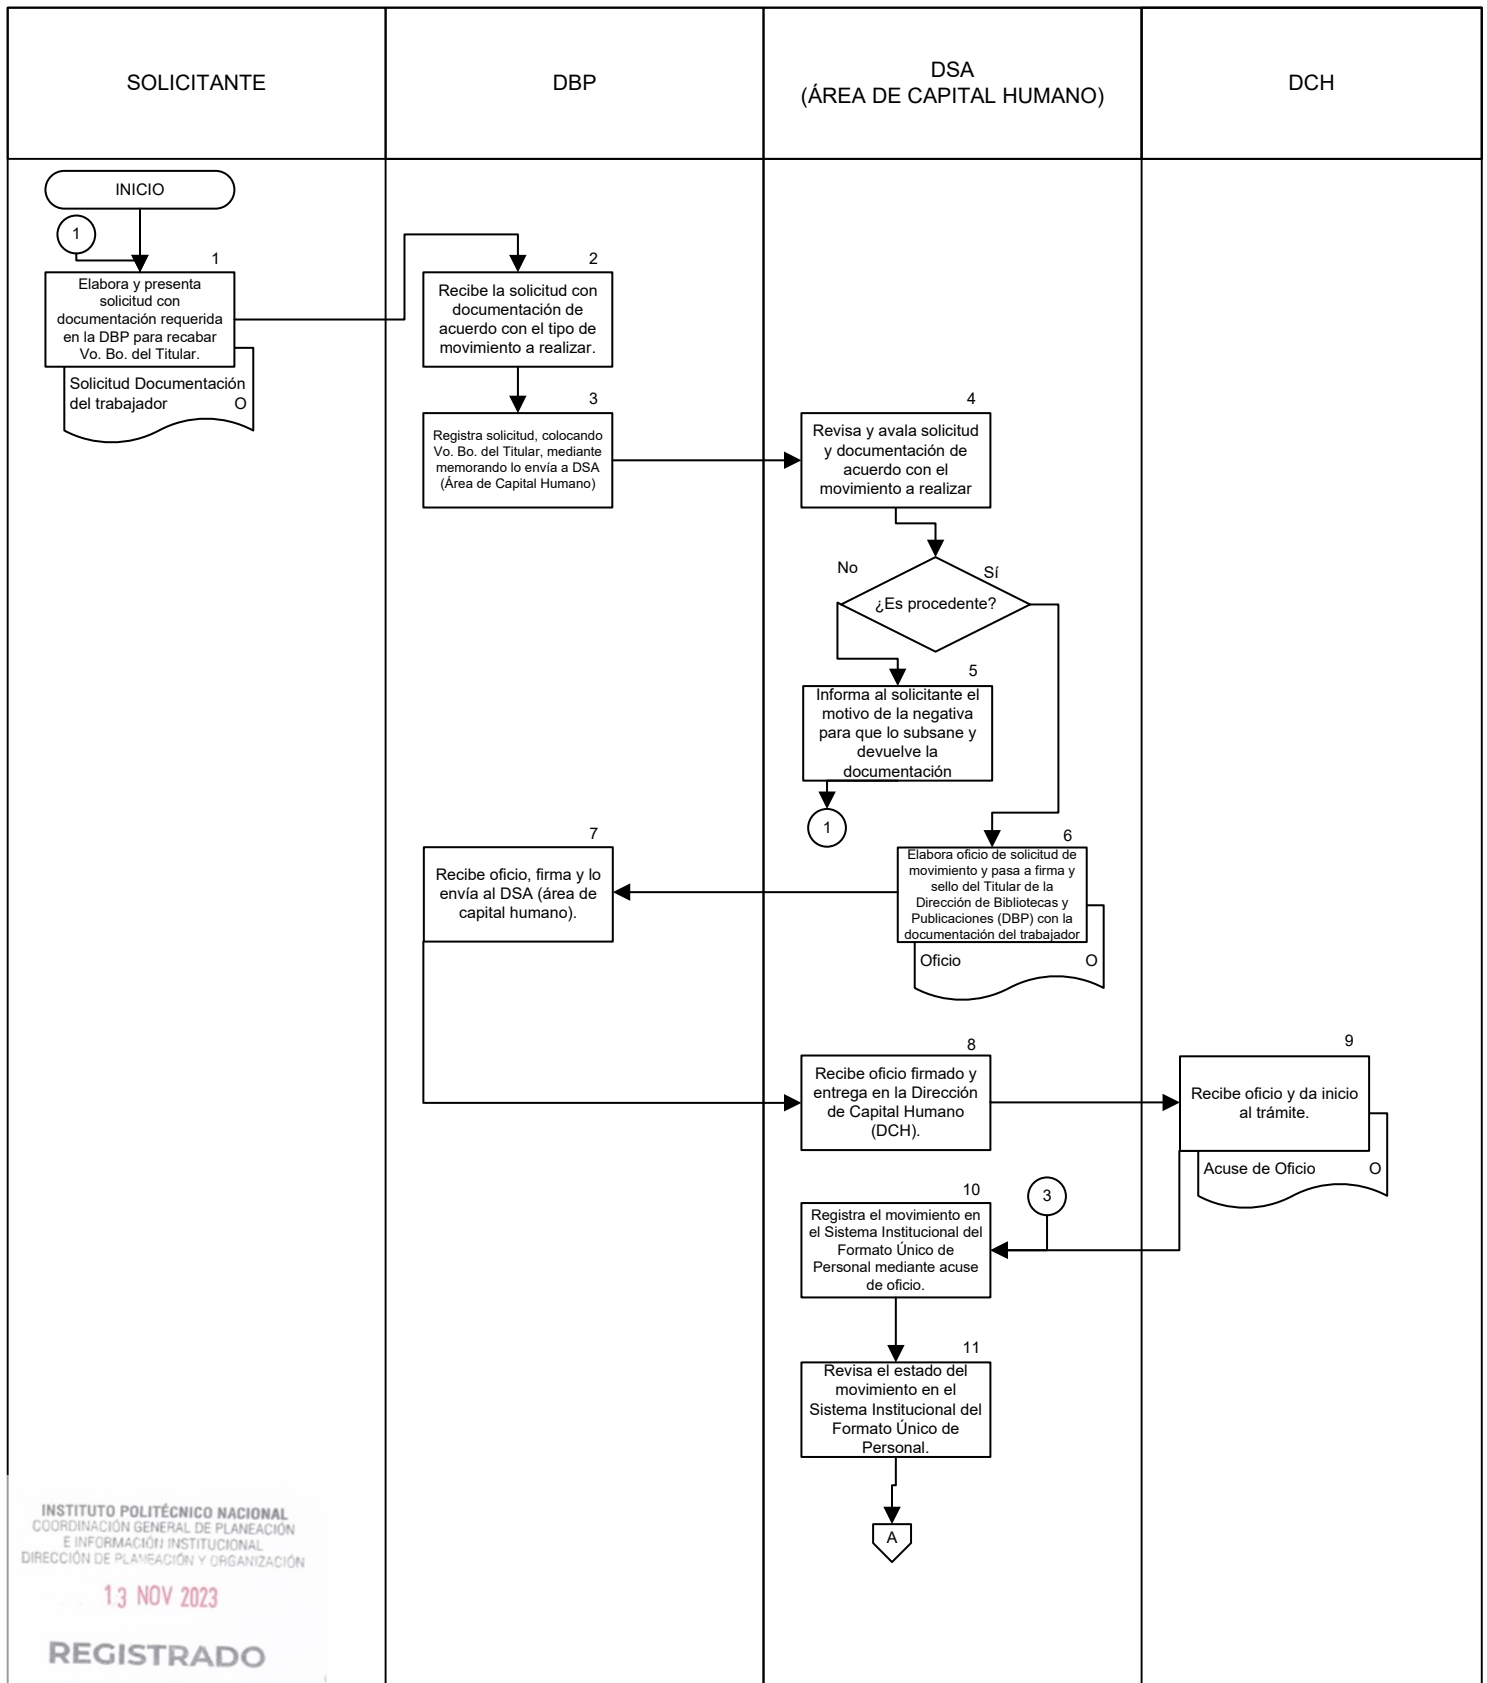 SOLICITANTE
DBP
DSA
(ÁREA DE CAPITAL HUMANO)
DCH
INICIO
1
1
Elabora y presenta
solicitud con
documentación requerida
en la DBP para recabar
Vo. Bo. del Titular.
Solicitud Documentación
del trabajador O
2
Recibe la solicitud con
documentación de
acuerdo con el tipo de
movimiento a realizar.
3
Registra solicitud, colocando
Vo. Bo. del Titular, mediante
memorando lo envía a DSA
(Área de Capital Humano)
4
Revisa y avala solicitud
y documentación de
acuerdo con el
movimiento a realizar
No
Sí
¿Es procedente?
5
Informa al solicitante el
motivo de la negativa
para que lo subsane y
devuelve la
documentación
1
6
Elabora oficio de solicitud de
movimiento y pasa a firma y
sello del Titular de la
Dirección de Bibliotecas y
Publicaciones (DBP) con la
documentación del trabajador
Oficio O
7
Recibe oficio, firma y lo
envía al DSA (área de
capital humano).
8
Recibe oficio firmado y
entrega en la Dirección
de Capital Humano
(DCH).
9
Recibe oficio y da inicio
al trámite.
Acuse de Oficio O
10
3
Registra el movimiento en
el Sistema Institucional del
Formato Único de
Personal mediante acuse
de oficio.
11
Revisa el estado del
movimiento en el
Sistema Institucional del
Formato Único de
Personal.
A
INSTITUTO POLITÉCNICO NACIONAL
COORDINACIÓN GENERAL DE PLANEACIÓN
E INFORMACIÓN INSTITUCIONAL
DIRECCIÓN DE PLANEACIÓN Y ORGANIZACIÓN
13 NOV 2023
REGISTRADO